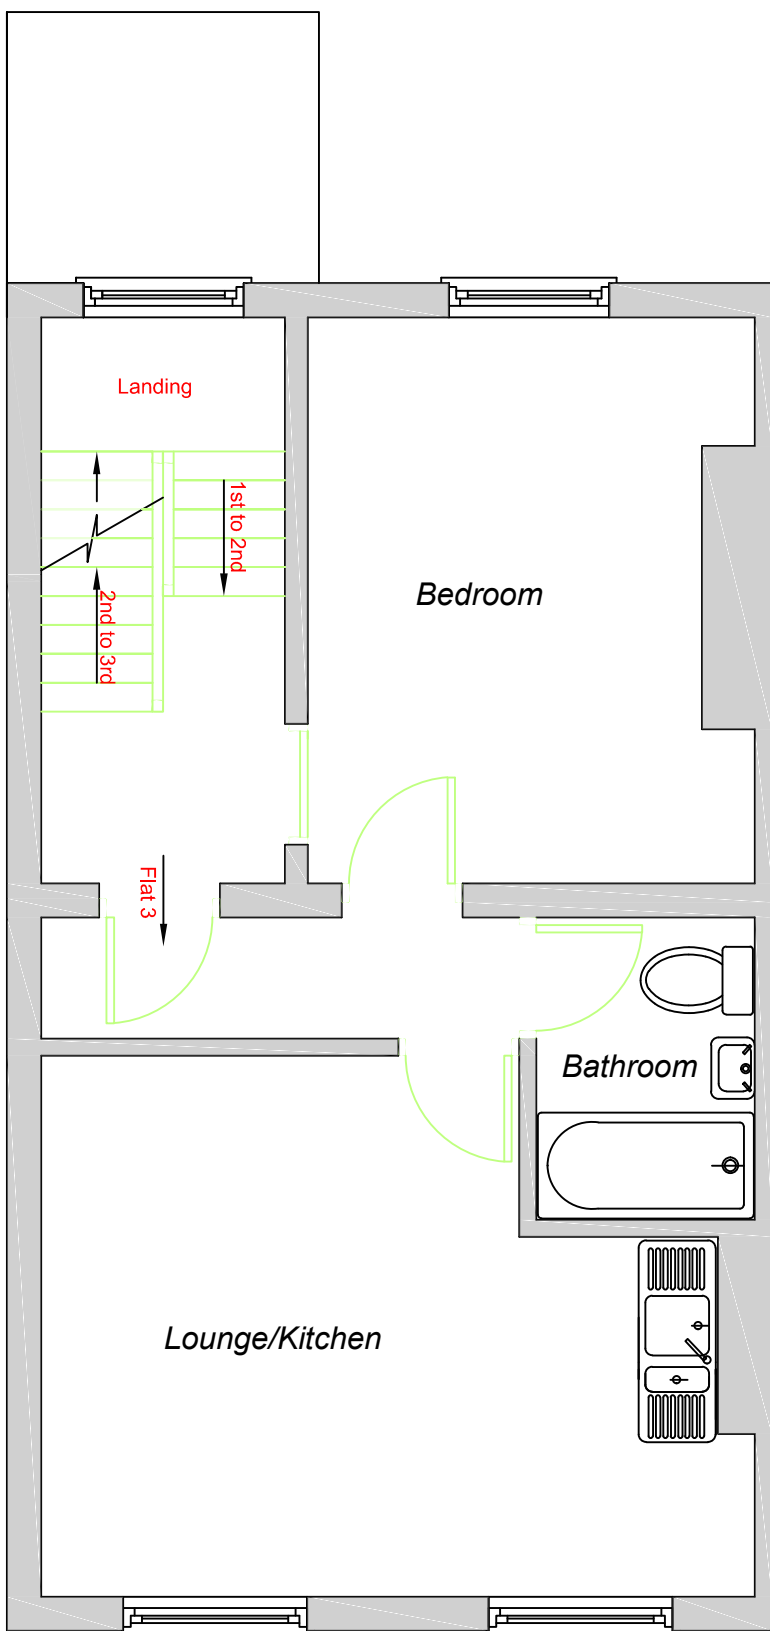 Landing
1st to 2nd
Bedroom
2nd to 3rd
Flat 3
Bathroom
Lounge/Kitchen